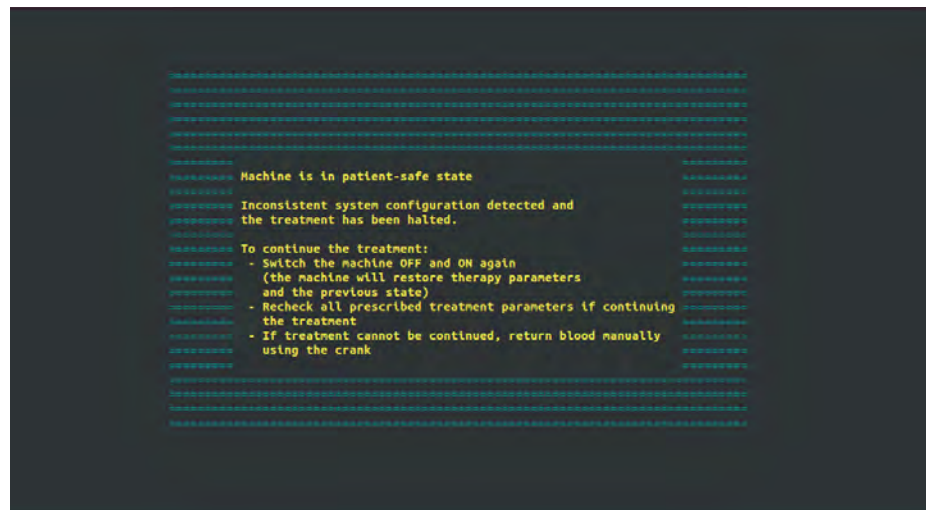 Machine is in patient-safe state
Inconsistent system configuration detected and
the treatment has been halted.
To continue the treatment:
- Switch the machine OFF and ON again
(the machine will restore therapy parameters
and the previous state)
- Recheck all prescribed treatment parameters if continuing
the treatment
- If treatment cannot be continued, return blood manually
using the crank